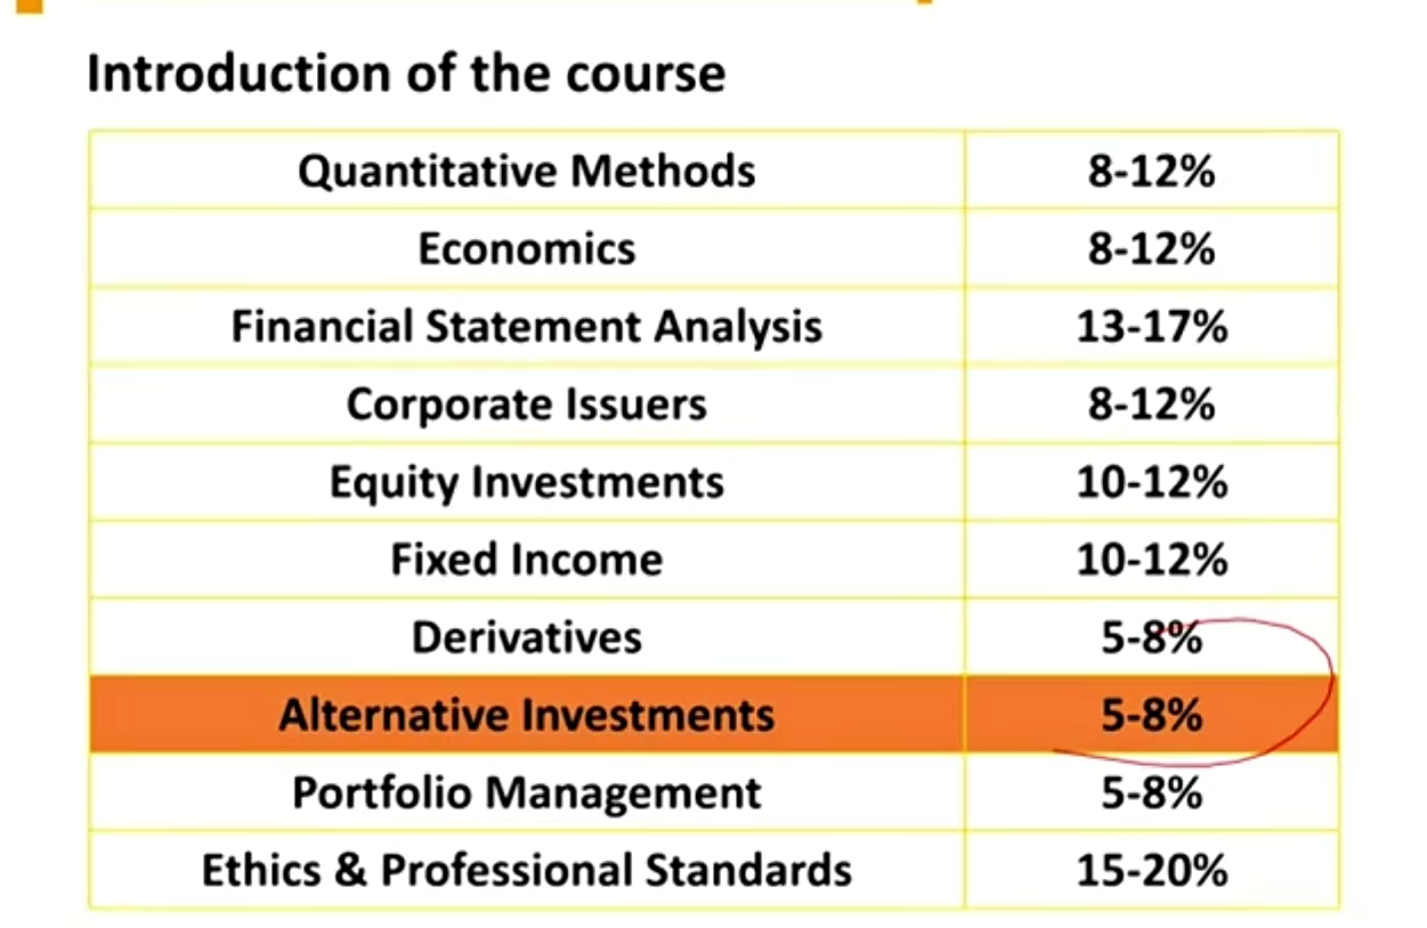 Introduction of the course
Quantitative Methods 8-12%
Economics 8-12%
Financial Statement Analysis 13-17%
Corporate Issuers 8-12%
Equity Investments 10-12%
Fixed Income 10-12%
Derivatives 5-8%
Alternative Investments 5-8%
Portfolio Management 5-8%
Ethics & Professional Standards 15-20%